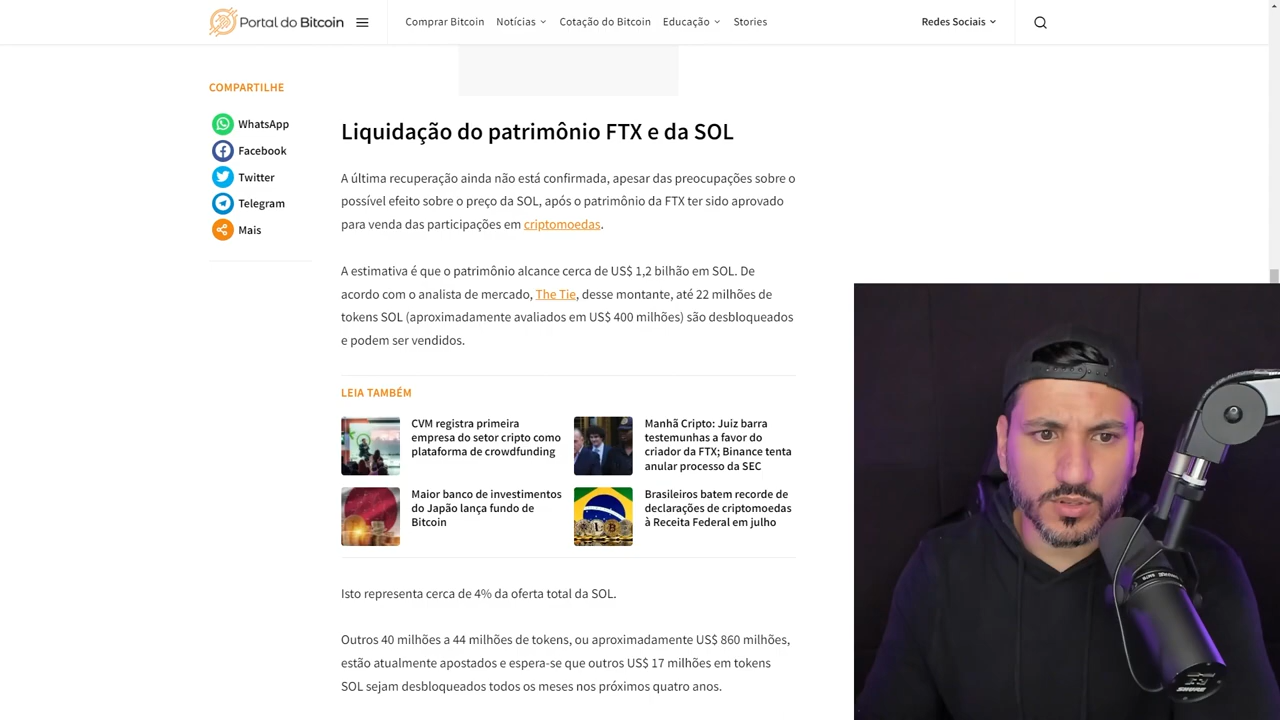 Portal do Bitcoin
Comprar Bitcoin
Notícias
Cotação do Bitcoin
Educação
Stories
Redes Sociais
COMPARTILHE
WhatsApp
Facebook
Twitter
Telegram
Mais
Liquidação do patrimônio FTX e da SOL
A última recuperação ainda não está confirmada, apesar das preocupações sobre o
possível efeito sobre o preço da SOL, após o patrimônio da FTX ter sido aprovado
para venda das participações em criptomoedas.
A estimativa é que o patrimônio alcance cerca de US$ 1,2 bilhão em SOL. De
acordo com o analista de mercado, The Tie, desse montante, até 22 milhões de
tokens SOL (aproximadamente avaliados em US$ 400 milhões) são desbloqueados
e podem ser vendidos.
LEIA TAMBÉM
CVM registra primeira
empresa do setor cripto como
plataforma de crowdfunding
Manhã Cripto: Juiz barra
testemunhas a favor do
criador da FTX; Binance tenta
anular processo da SEC
Maior banco de investimentos
do Japão lança fundo de
Bitcoin
Brasileiros batem recorde de
declarações de criptomoedas
à Receita Federal em julho
Isto representa cerca de 4% da oferta total da SOL.
Outros 40 milhões a 44 milhões de tokens, ou aproximadamente US$ 860 milhões,
estão atualmente apostados e espera-se que outros US$ 17 milhões em tokens
SOL sejam desbloqueados todos os meses nos próximos quatro anos.
SHURE